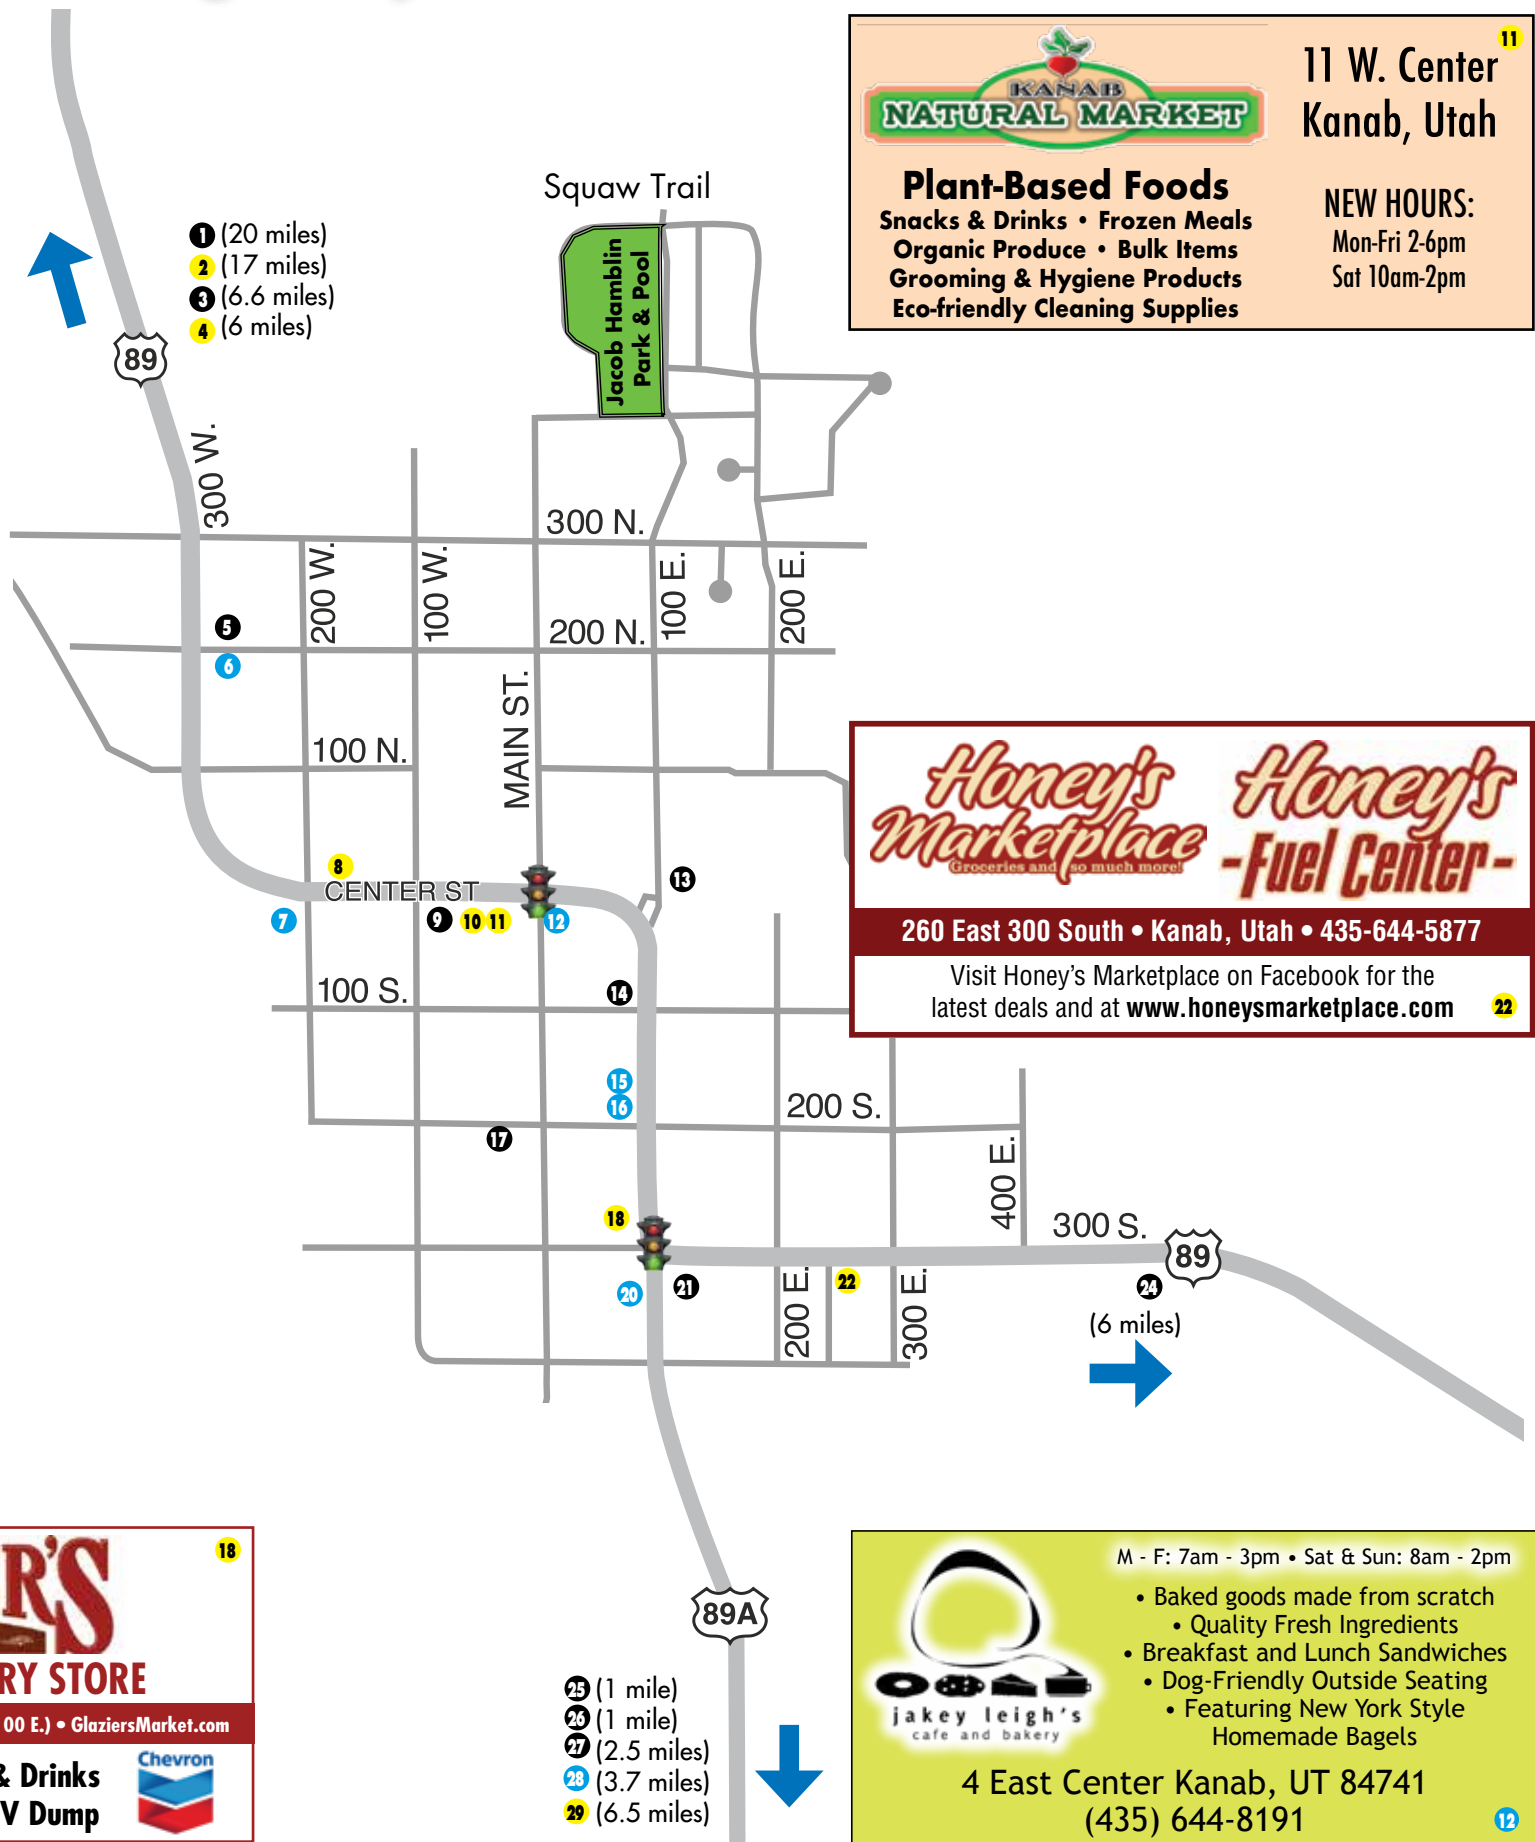 KANAB
NATURAL MARKET
Plant-Based Foods
Snacks & Drinks • Frozen Meals
Organic Produce • Bulk Items
Grooming & Hygiene Products
Eco-friendly Cleaning Supplies
11
11 W. Center
Kanab, Utah
NEW HOURS:
Mon-Fri 2-6pm
Sat 10am-2pm
Squaw Trail
Jacob Hamblin
Park & Pool
1 (20 miles)
2 (17 miles)
3 (6.6 miles)
4 (6 miles)
89
300 W.
300 N.
200 W.
100 W.
100 E.
200 E.
5
200 N.
6
MAIN ST.
100 N.
8
CENTER ST
13
7
9
10
11
12
Honey's
Marketplace
Groceries and so much more!
Honey's
-Fuel Center-
260 East 300 South • Kanab, Utah • 435-644-5877
Visit Honey's Marketplace on Facebook for the
latest deals and at www.honeysmarketplace.com
22
100 S.
14
15
16
200 S.
17
400 E.
18
300 S.
89
20
21
200 E.
22
300 E.
24
(6 miles)
89A
25 (1 mile)
26 (1 mile)
27 (2.5 miles)
28 (3.7 miles)
29 (6.5 miles)
18
R'S
RY STORE
00 E.) • GlaziersMarket.com
& Drinks
V Dump
Chevron
jakey leigh's
cafe and bakery
M - F: 7am - 3pm • Sat & Sun: 8am - 2pm
• Baked goods made from scratch
• Quality Fresh Ingredients
• Breakfast and Lunch Sandwiches
• Dog-Friendly Outside Seating
• Featuring New York Style
Homemade Bagels
4 East Center Kanab, UT 84741
(435) 644-8191
12